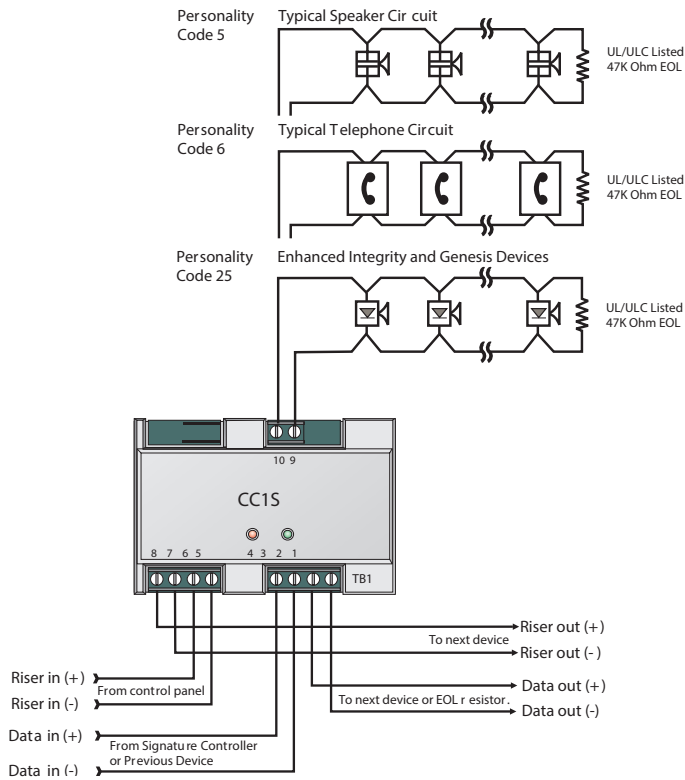 Personality Typical Speaker Cir cuit
Code 5
UL/ULC Listed
47K Ohm EOL
Personality Typical Telephone Circuit
Code 6
UL/ULC Listed
47K Ohm EOL
Personality Enhanced Integrity and Genesis Devices
Code 25
UL/ULC Listed
47K Ohm EOL
10 9
CC1S
8 7 6 5 4 3 2 1
TB1
Riser out (+)
To next device
Riser out (-)
Riser in (+)
From control panel
Riser in (-)
Data out (+)
To next device or EOL r esistor.
Data out (-)
Data in (+)
From Signature Controller
or Previous Device
Data in (-)